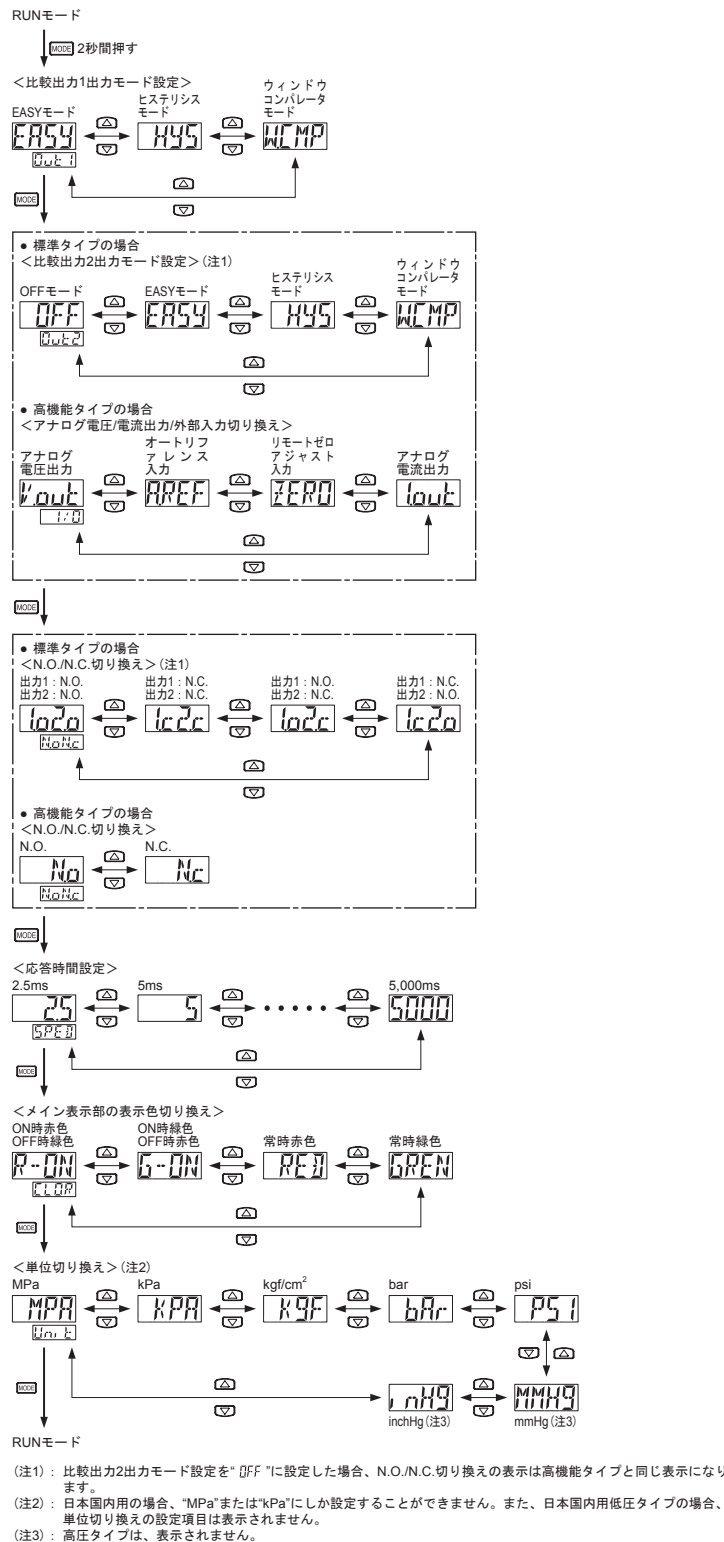 RUNモード
MODE 2秒間押す
＜比較出力1出力モード設定＞
EASYモード
ヒステリシス
モード
ウィンドウ
コンパレータ
モード
EASY
HYS
W.CMP
Out 1
MODE
● 標準タイプの場合
＜比較出力2出力モード設定＞(注1)
OFFモード
EASYモード
ヒステリシス
モード
ウィンドウ
コンパレータ
モード
OFF
EASY
HYS
W.CMP
Out2
● 高機能タイプの場合
＜アナログ電圧/電流出力/外部入力切り換え＞
アナログ
電圧出力
オートリフ
ァレンス
入力
リモートゼロ
アジャスト
入力
アナログ
電流出力
V.out
A.REF
ZERO
I.out
I/O
MODE
● 標準タイプの場合
＜N.O./N.C.切り換え＞(注1)
出力1：N.O.
出力2：N.O.
出力1：N.C.
出力2：N.C.
出力1：N.O.
出力2：N.C.
出力1：N.C.
出力2：N.O.
1.o2.o
1.c2.c
1.o2.c
1.c2.o
N.oN.c
● 高機能タイプの場合
＜N.O./N.C.切り換え＞
N.O.
N.C.
N.o
N.c
N.oN.c
MODE
＜応答時間設定＞
2.5ms
5ms
5,000ms
2.5
5
• • • • •
5000
SPED
MODE
＜メイン表示部の表示色切り換え＞
ON時赤色
OFF時緑色
ON時緑色
OFF時赤色
常時赤色
常時緑色
R-ON
G-ON
RED
GREN
CLOR
MODE
＜単位切り換え＞(注2)
MPa
kPa
kgf/cm²
bar
psi
MPA
KPA
KGF
bAr
PSI
Unit
MODE
inHg
MMHg
inchHg(注3)
mmHg(注3)
RUNモード
(注1)：比較出力2出力モード設定を“ OFF ”に設定した場合、N.O./N.C.切り換えの表示は高機能タイプと同じ表示になり
ます。
(注2)：日本国内用の場合、“MPa”または“kPa”にしか設定することができません。また、日本国内用低圧タイプの場合、
単位切り換えの設定項目は表示されません。
(注3)：高圧タイプは、表示されません。